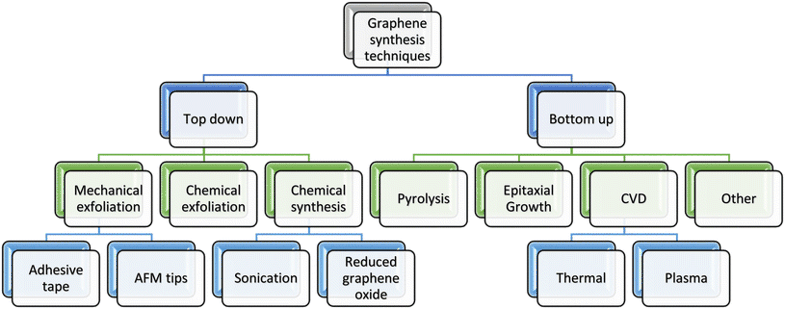 Graphene
synthesis
techniques
Top down
Bottom up
Mechanical
exfoliation
Chemical
exfoliation
Chemical
synthesis
Pyrolysis
Epitaxial
Growth
CVD
Other
Adhesive
tape
AFM tips
Sonication
Reduced
graphene
oxide
Thermal
Plasma